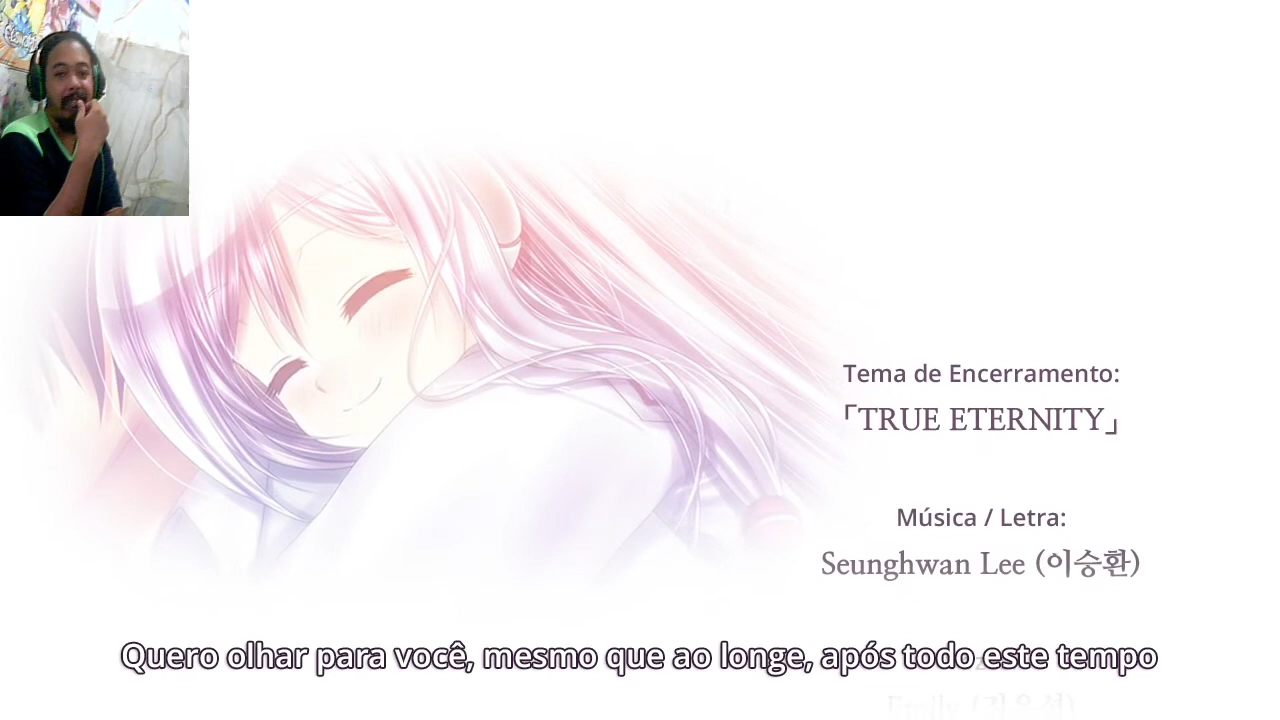 Tema de Encerramento:
「TRUE ETERNITY」
Música / Letra:
Seunghwan Lee (이승환)
Quero olhar para você, mesmo que ao longe, após todo este tempo
Emily